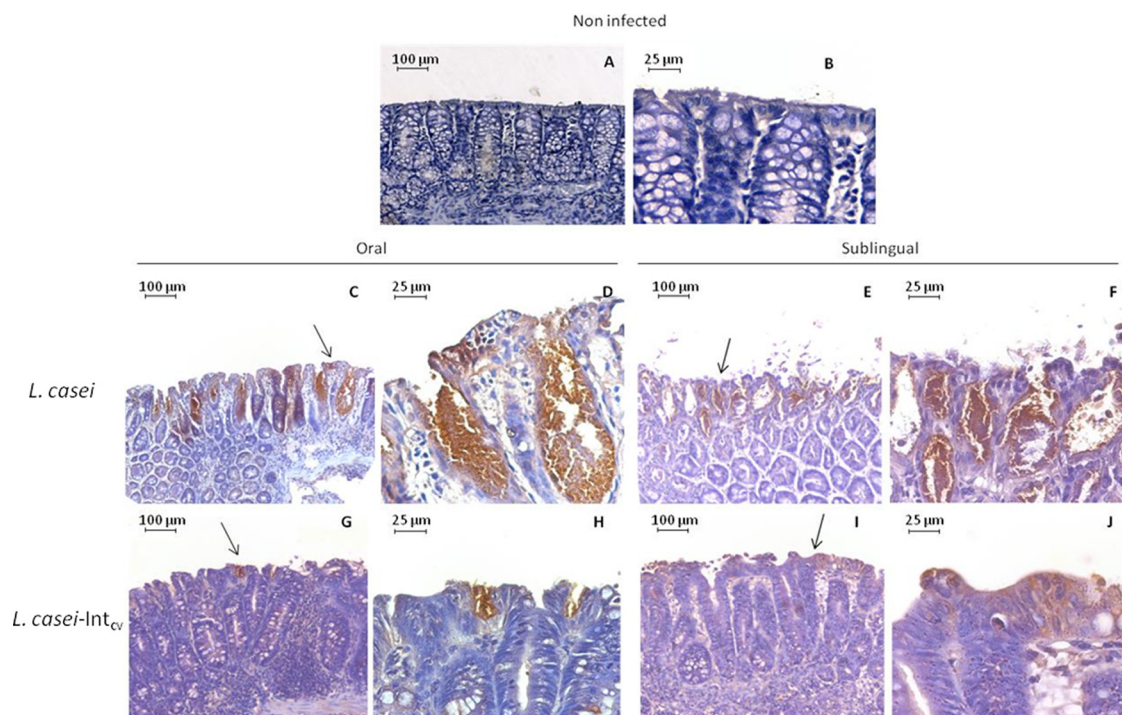 Non infected
100 µm A 25 µm B
Oral Sublingual
100 µm C 25 µm D 100 µm E 25 µm F
L. casei
100 µm G 25 µm H 100 µm I 25 µm J
L. casei-Int_cv